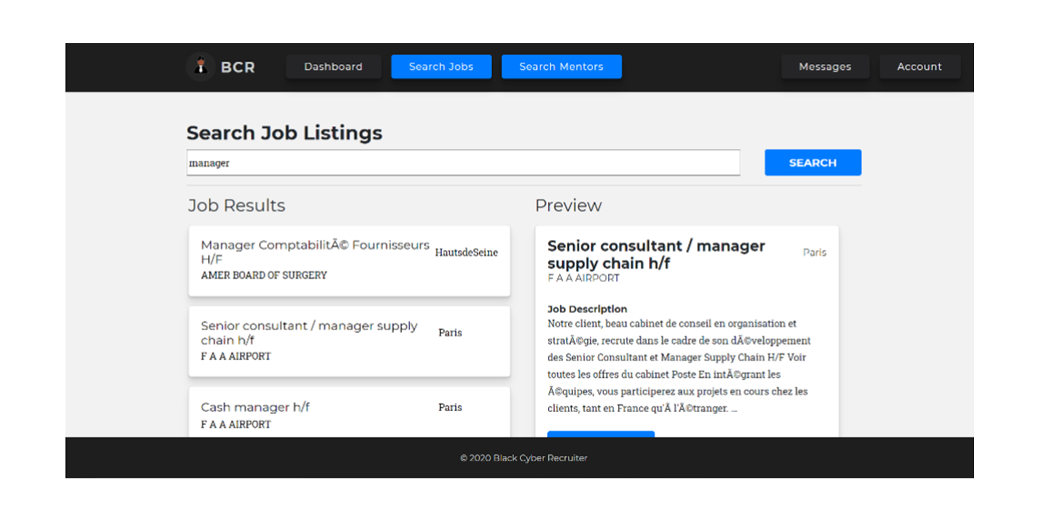 BCR Dashboard Search Jobs Search Mentors Messages Account
Search Job Listings
manager SEARCH
Job Results
Manager ComptabilitÃ© Fournisseurs
H/F
HautsdeSeine
AMER BOARD OF SURGERY
Senior consultant / manager supply
chain h/f
Paris
F A A AIRPORT
Cash manager h/f
Paris
F A A AIRPORT
Preview
Senior consultant / manager
supply chain h/f
Paris
F A A AIRPORT
Job Description
Notre client, beau cabinet de conseil en organisation et
stratÃ©gie, recrute dans le cadre de son dÃ©veloppement
des Senior Consultant et Manager Supply Chain H/F Voir
toutes les offres du cabinet Poste En intÃ©grant les
Ã©quipes, vous participerez aux projets en cours chez les
clients, tant en France qu'Ã l'Ã©tranger. ...
© 2020 Black Cyber Recruiter